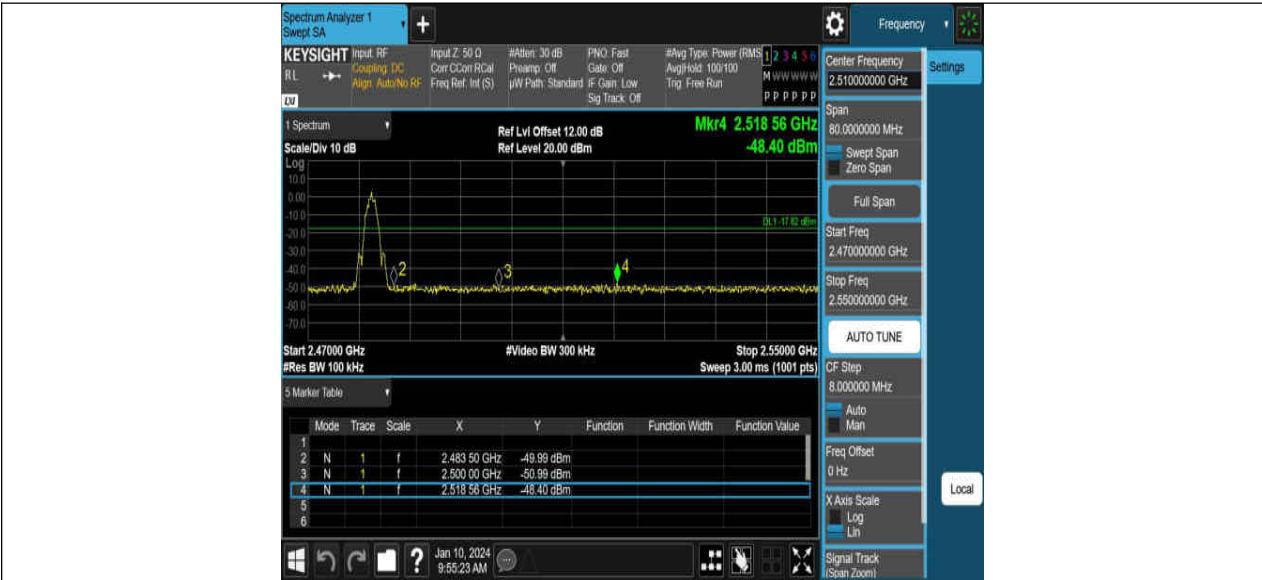 Spectrum Analyzer 1
Swept SA
+
Frequency
KEYSIGHT
RL
LXI
Input: RF
Coupling: DC
Align: Auto/No RF
Input Z: 50 Ω
Corr CCorr RCal
Freq Ref: Int (S)
#Atten: 30 dB
Preamp: Off
µW Path: Standard
PNO: Fast
Gate: Off
IF Gain: Low
Sig Track: Off
#Avg Type: Power (RMS
Avg|Hold: 100/100
Trig: Free Run
1 2 3 4 5 6
M W W W W W
P P P P P P
1 Spectrum
Scale/Div 10 dB
Ref Lvl Offset 12.00 dB
Ref Level 20.00 dBm
Mkr4 2.518 56 GHz
-48.40 dBm
Log
10.0
0.00
-10.0
-20.0
-30.0
-40.0
-50.0
-60.0
-70.0
DL1 -17.82 dBm
2
3
4
Start 2.47000 GHz
#Video BW 300 kHz
Stop 2.55000 GHz
#Res BW 100 kHz
Sweep 3.00 ms (1001 pts)
5 Marker Table
Mode Trace Scale X Y Function Function Width Function Value
1
2 N 1 f 2.483 50 GHz -49.99 dBm
3 N 1 f 2.500 00 GHz -50.99 dBm
4 N 1 f 2.518 56 GHz -48.40 dBm
5
6
?
Jan 10, 2024
9:55:23 AM
Center Frequency
2.510000000 GHz
Settings
Span
80.0000000 MHz
Swept Span
Zero Span
Full Span
Start Freq
2.470000000 GHz
Stop Freq
2.550000000 GHz
AUTO TUNE
CF Step
8.000000 MHz
Auto
Man
Freq Offset
0 Hz
X Axis Scale
Log
Lin
Local
Signal Track
(Span Zoom)